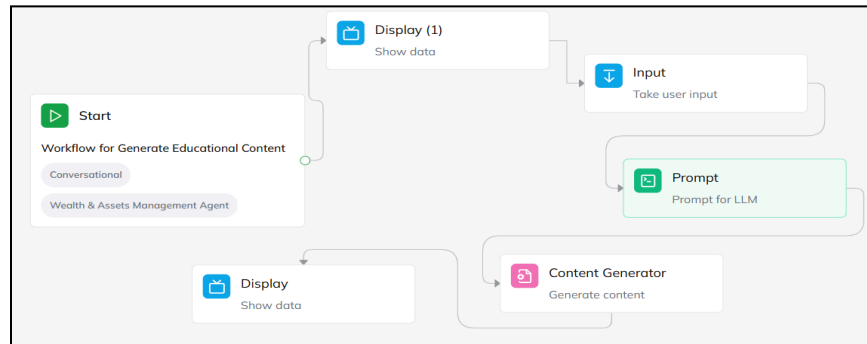 Start
Workflow for Generate Educational Content
Conversational
Wealth & Assets Management Agent
Display (1)
Show data
Input
Take user input
Prompt
Prompt for LLM
Content Generator
Generate content
Display
Show data